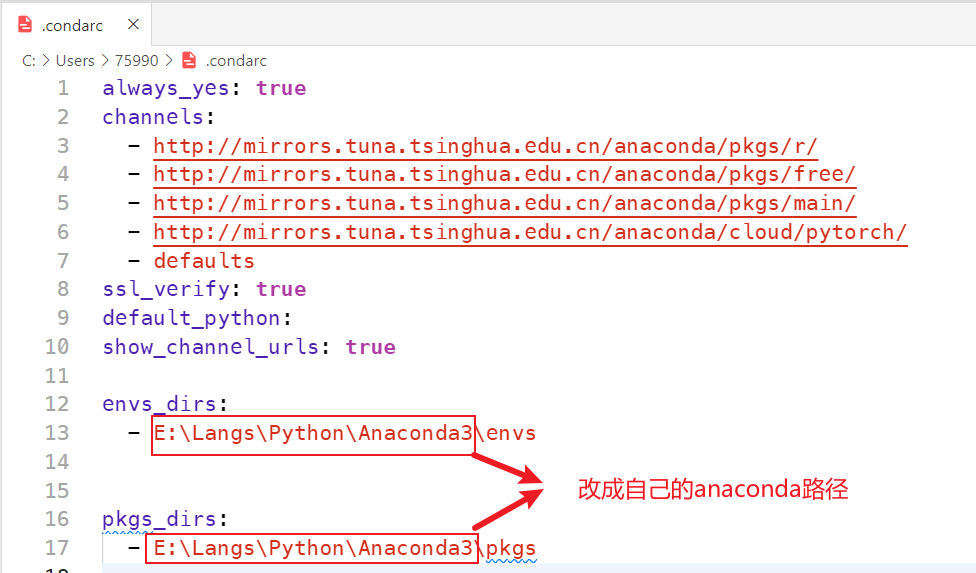 .condarc
C: > Users > 75990 > .condarc
1 always_yes: true
2 channels:
3 - http://mirrors.tuna.tsinghua.edu.cn/anaconda/pkgs/r/
4 - http://mirrors.tuna.tsinghua.edu.cn/anaconda/pkgs/free/
5 - http://mirrors.tuna.tsinghua.edu.cn/anaconda/pkgs/main/
6 - http://mirrors.tuna.tsinghua.edu.cn/anaconda/cloud/pytorch/
7 - defaults
8 ssl_verify: true
9 default_python:
10 show_channel_urls: true
11
12 envs_dirs:
13 - E:\Langs\Python\Anaconda3\envs
14
改成自己的anaconda路径
15
16 pkgs_dirs:
17 - E:\Langs\Python\Anaconda3\pkgs
18